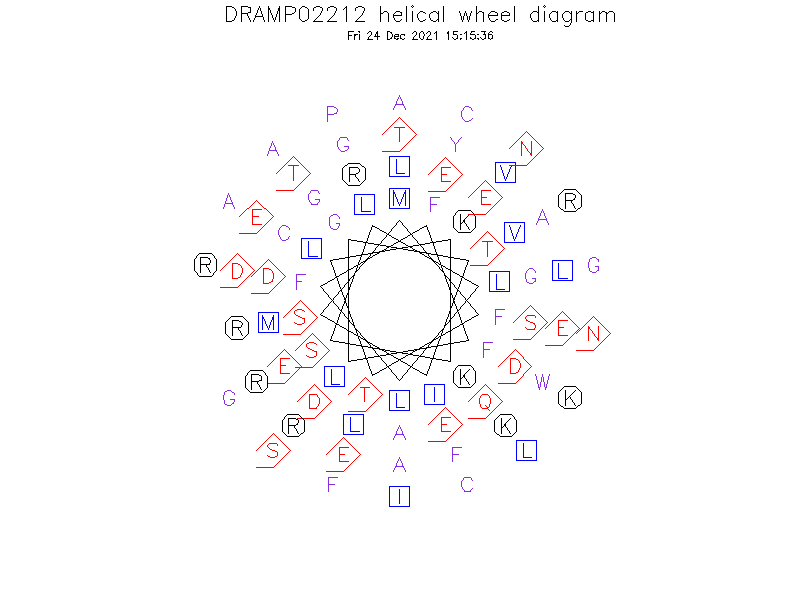 DRAMP02212 helical wheel diagram
Fri 24 Dec 2021 15:15:36
A
P C
T
A G Y N
L
T R V E
A G L M F E R
E G K A
C V
L T
R G
D L
D G
F L
S F
M S
R E N
S F
E D
L K
R W
T I
G D L Q K
R L E K
A
S E F L
A
F C
I